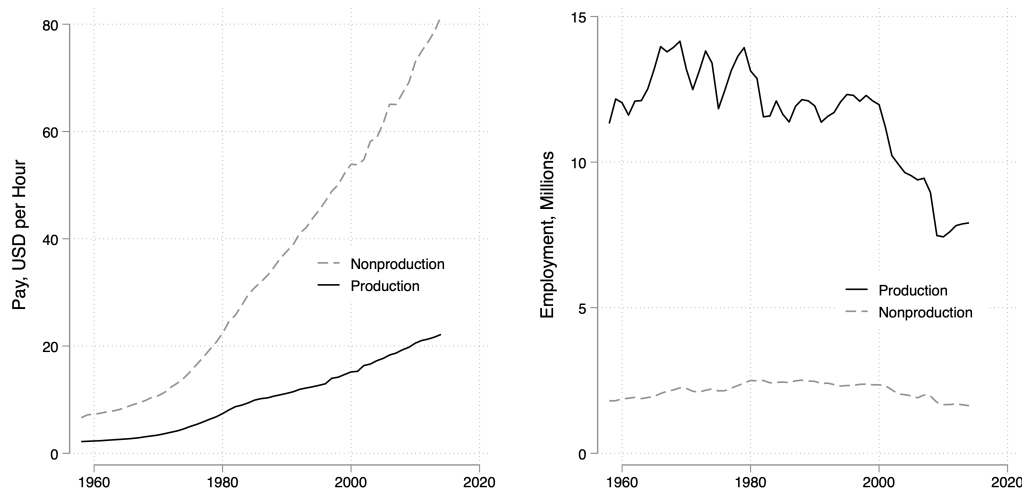 Pay, USD per Hour
80
60
40
20
0
Nonproduction
Production
1960
1980
2000
2020
Employment, Millions
15
10
5
0
Production
Nonproduction
1960
1980
2000
2020